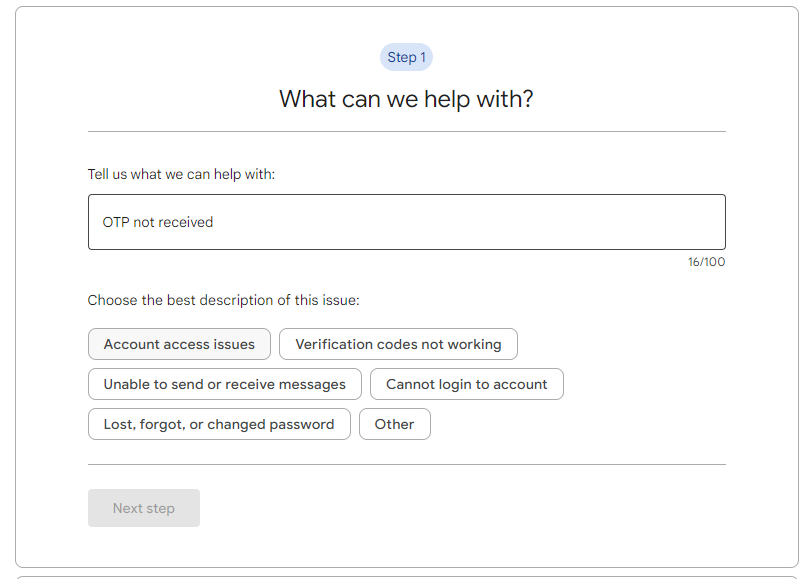 Step 1
What can we help with?
Tell us what we can help with:
OTP not received
16/100
Choose the best description of this issue:
Account access issues
Verification codes not working
Unable to send or receive messages
Cannot login to account
Lost, forgot, or changed password
Other
Next step